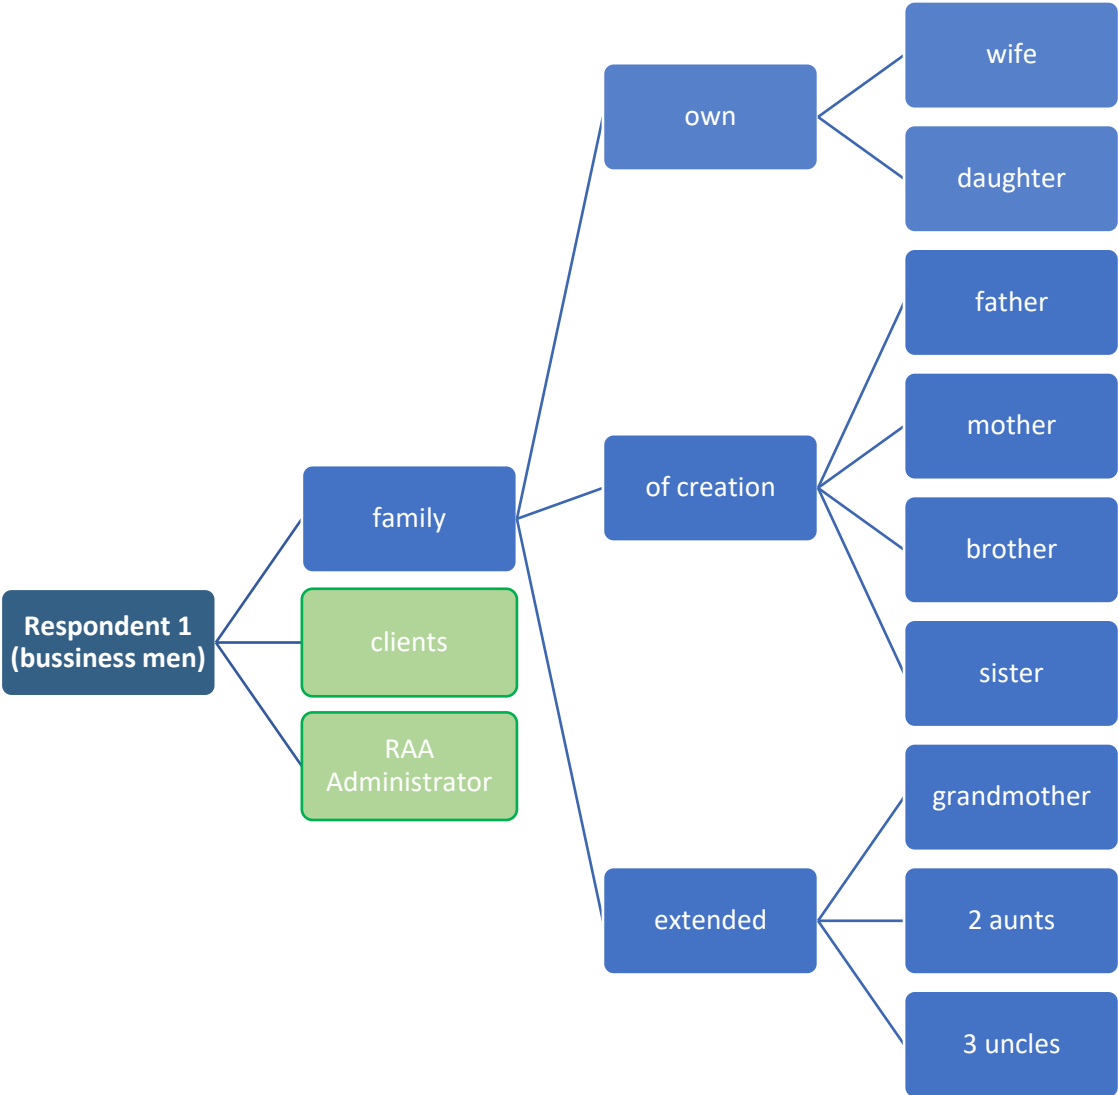 Respondent 1
(bussiness men)
family
clients
RAA
Administrator
own
of creation
extended
wife
daughter
father
mother
brother
sister
grandmother
2 aunts
3 uncles